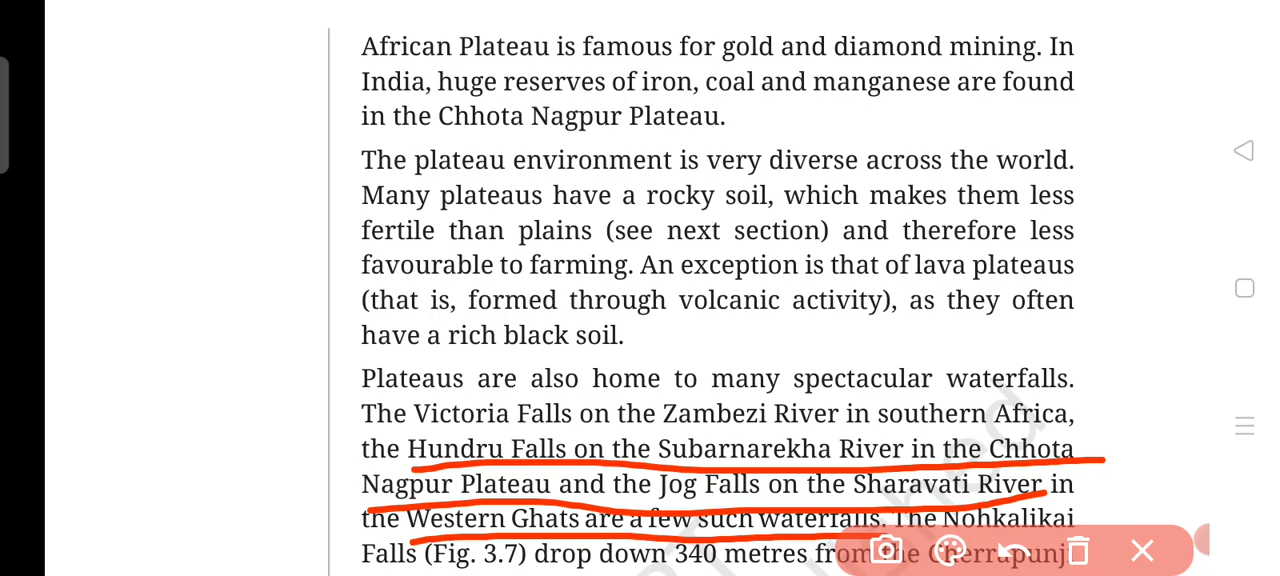 African Plateau is famous for gold and diamond mining. In
India, huge reserves of iron, coal and manganese are found
in the Chhota Nagpur Plateau.
The plateau environment is very diverse across the world.
Many plateaus have a rocky soil, which makes them less
fertile than plains (see next section) and therefore less
favourable to farming. An exception is that of lava plateaus
(that is, formed through volcanic activity), as they often
have a rich black soil.
Plateaus are also home to many spectacular waterfalls.
The Victoria Falls on the Zambezi River in southern Africa,
the Hundru Falls on the Subarnarekha River in the Chhota
Nagpur Plateau and the Jog Falls on the Sharavati River in
the Western Ghats are a few such waterfalls. The Nohkalikai
Falls (Fig. 3.7) drop down 340 metres from the Cherrapunji